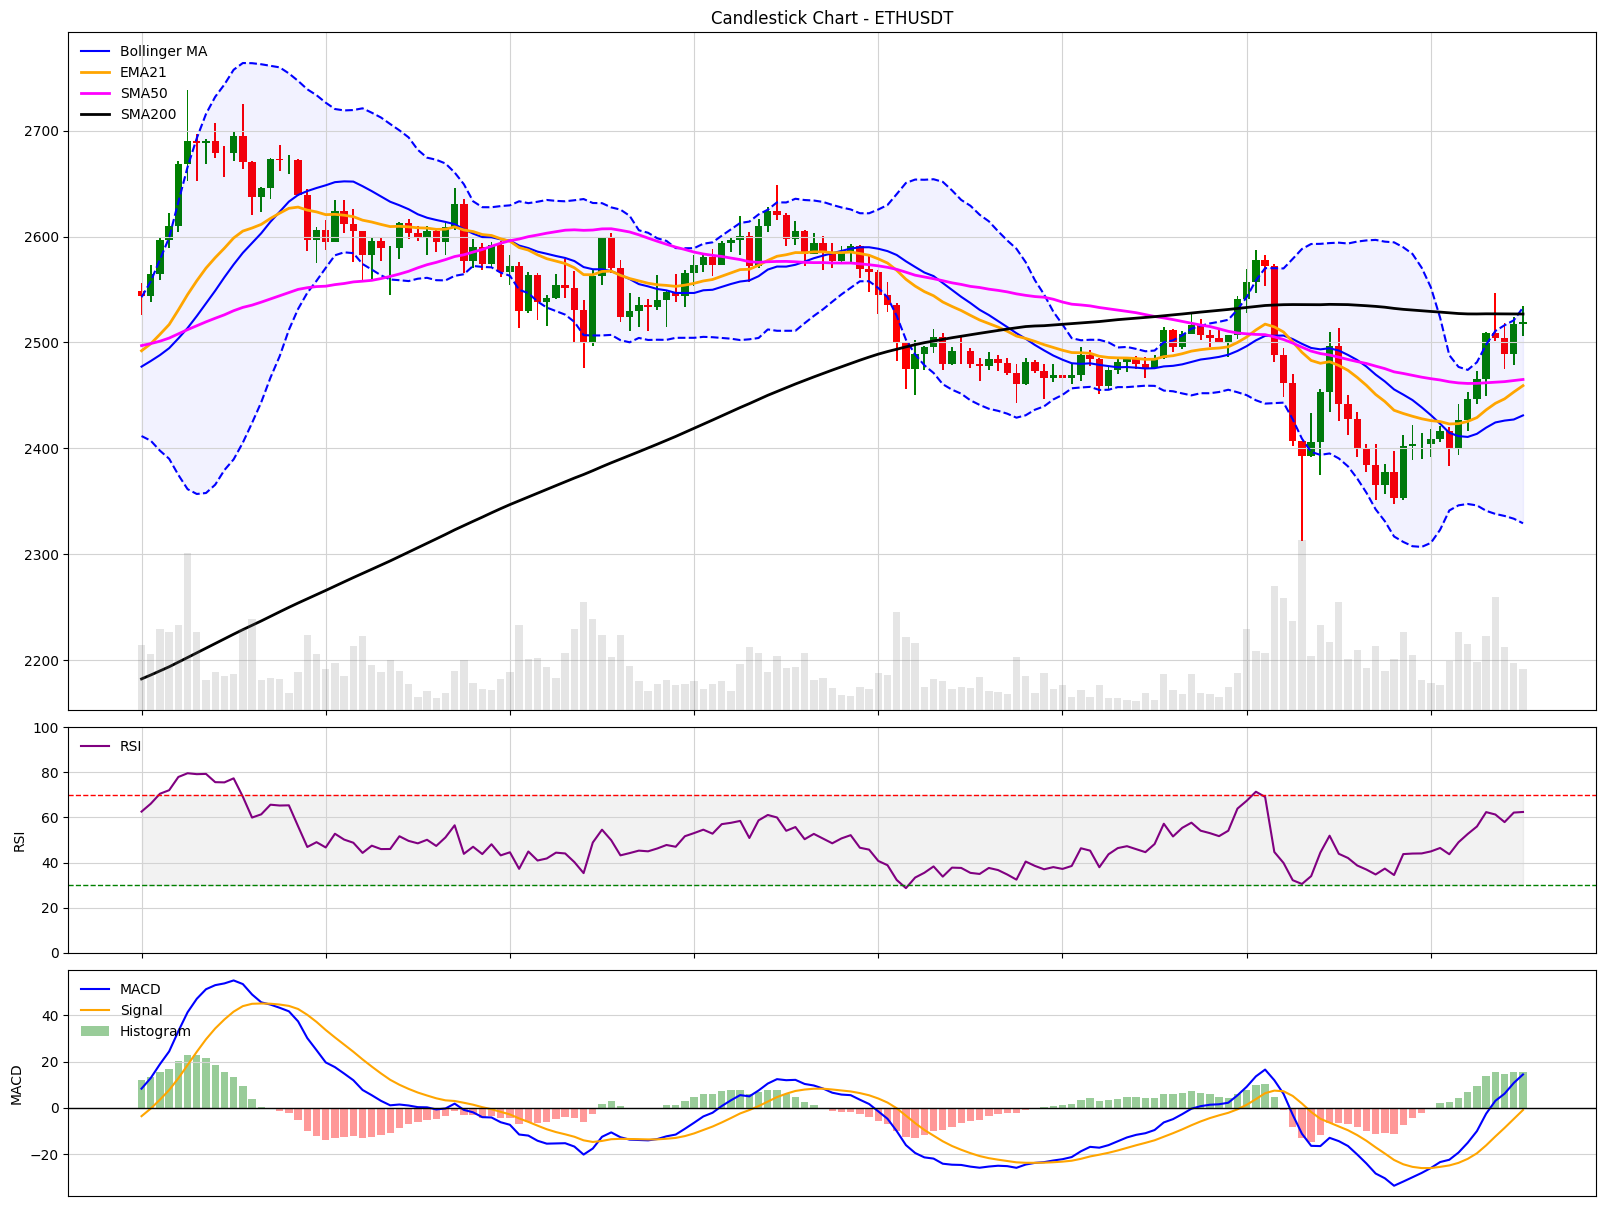 Candlestick Chart - ETHUSDT
Bollinger MA
EMA21
SMA50
SMA200
2700
2600
2500
2400
2300
2200
RSI
100
80
60
40
20
0
RSI
MACD
Signal
Histogram
40
20
0
−20
MACD